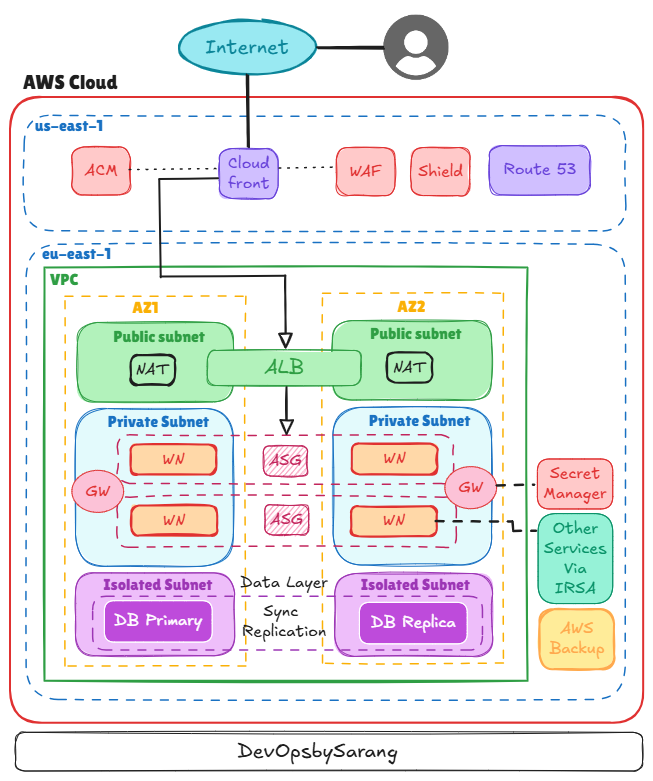 Internet
AWS Cloud
us-east-1
ACM
Cloud
front
WAF
Shield
Route 53
eu-east-1
VPC
AZ1
AZ2
Public subnet
NAT
ALB
Public subnet
NAT
Private Subnet
Private Subnet
WN
ASG
WN
GW
GW
WN
ASG
WN
Secret
Manager
Other
Services
Via
IRSA
AWS
Backup
Isolated Subnet
Data Layer
Isolated Subnet
DB Primary
Sync
Replication
DB Replica
DevOpsbySarang